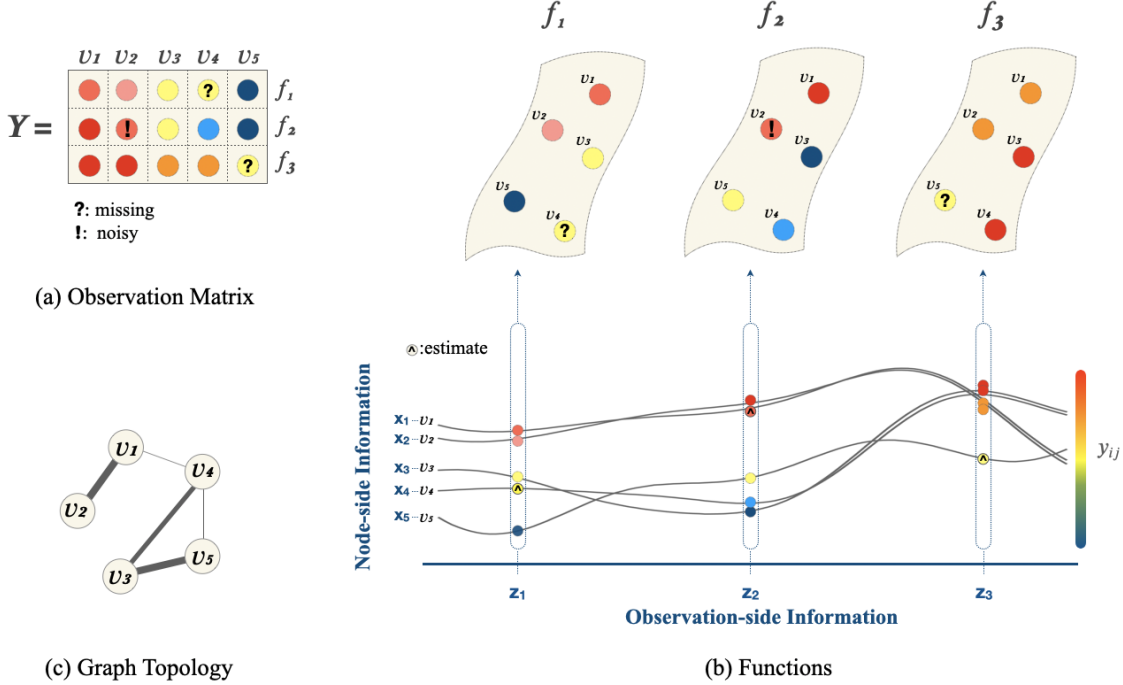 f₁ f₂ f₃
υ₁ υ₂ υ₃ υ₄ υ₅
Y =
? f₁
! f₂
? f₃
?: missing
!: noisy
(a) Observation Matrix
υ₁ υ₂ υ₃ υ₅ υ₄ ?
υ₁ υ₂ ! υ₃ υ₅ υ₄
υ₁ υ₂ υ₃ υ₅ ? υ₄
^:estimate
Node-side Information
x₁ ··· υ₁
x₂ ··· υ₂
x₃ ··· υ₃
x₄ ··· υ₄
x₅ ··· υ₅
^ ^ ^
yᵢⱼ
z₁ z₂ z₃
Observation-side Information
(b) Functions
υ₁
υ₄
υ₂
υ₅
υ₃
(c) Graph Topology